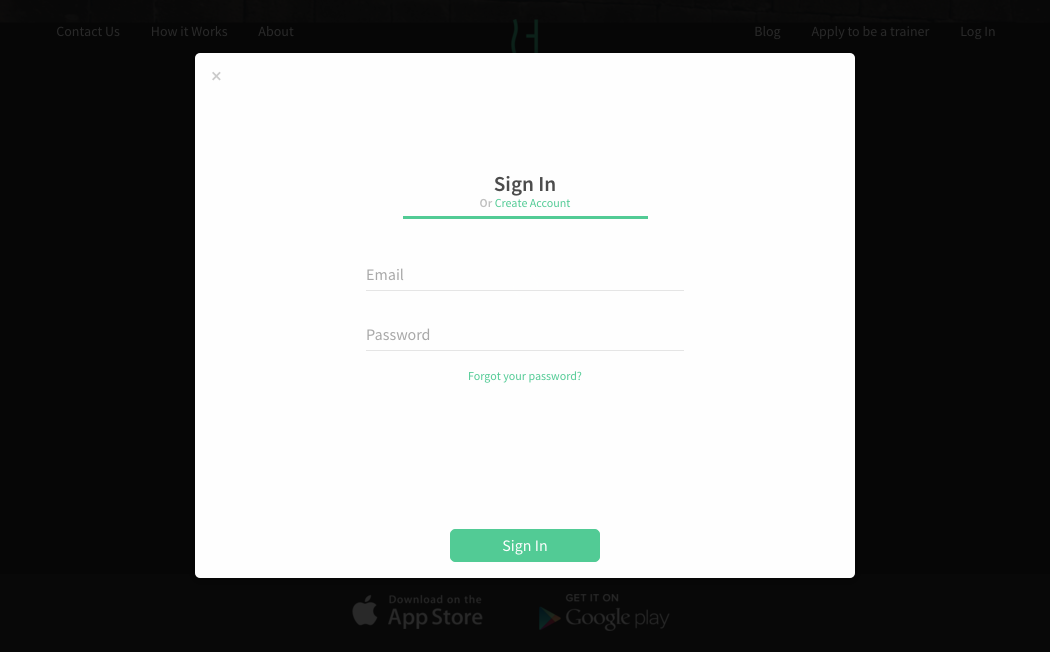 Contact Us How it Works About Blog Apply to be a trainer Log In
×
Sign In
Or Create Account
Email
Password
Forgot your password?
Sign In
Download on the
App Store
GET IT ON
Google play